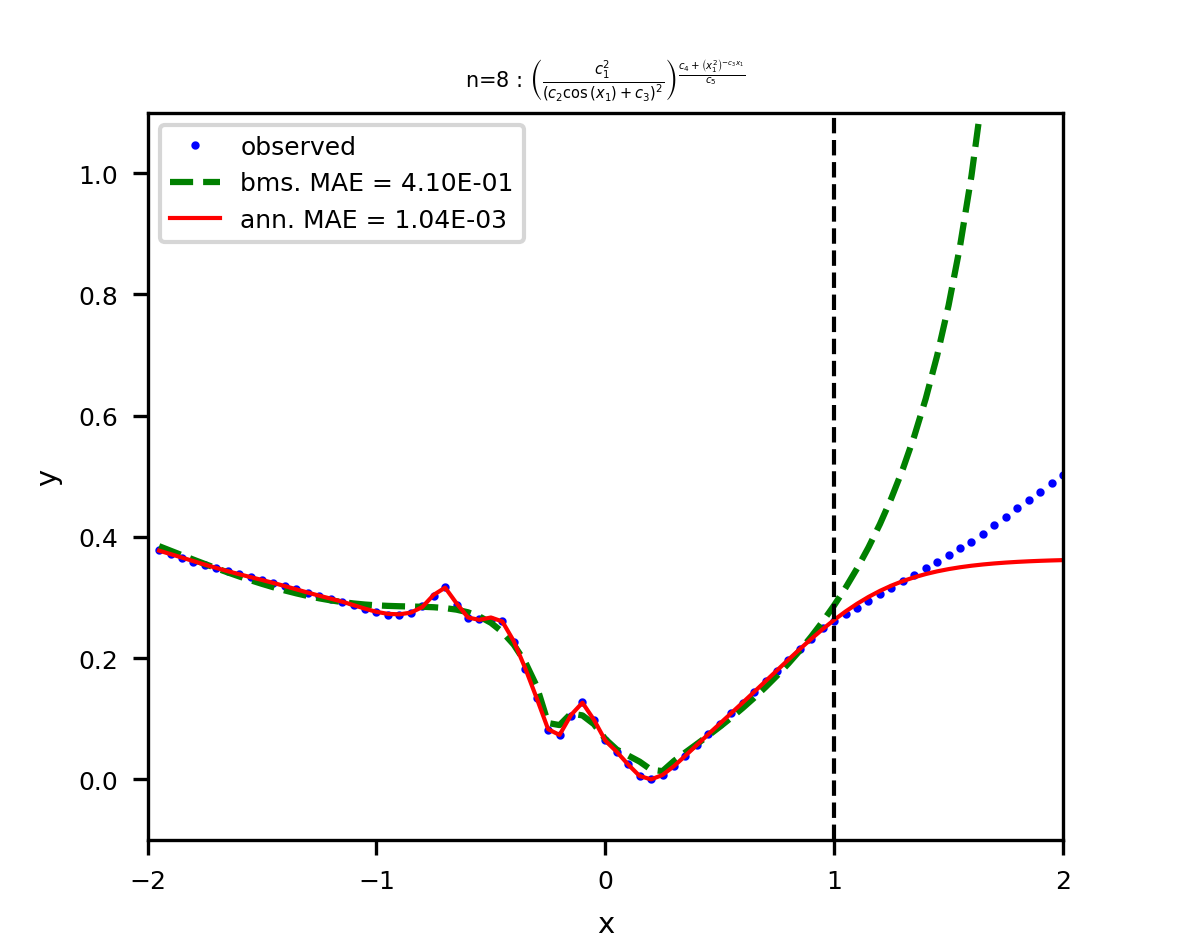 n=8 : $\left(\frac{c_1^2}{(c_2\cos(x_1)+c_3)^2}\right)^{\frac{c_4+(x_1^2)^{-c_3x_1}}{c_5}}$
observed
bms. MAE = 4.10E-01
ann. MAE = 1.04E-03
1.0
0.8
0.6
0.4
0.2
0.0
y
−2
−1
0
1
2
x